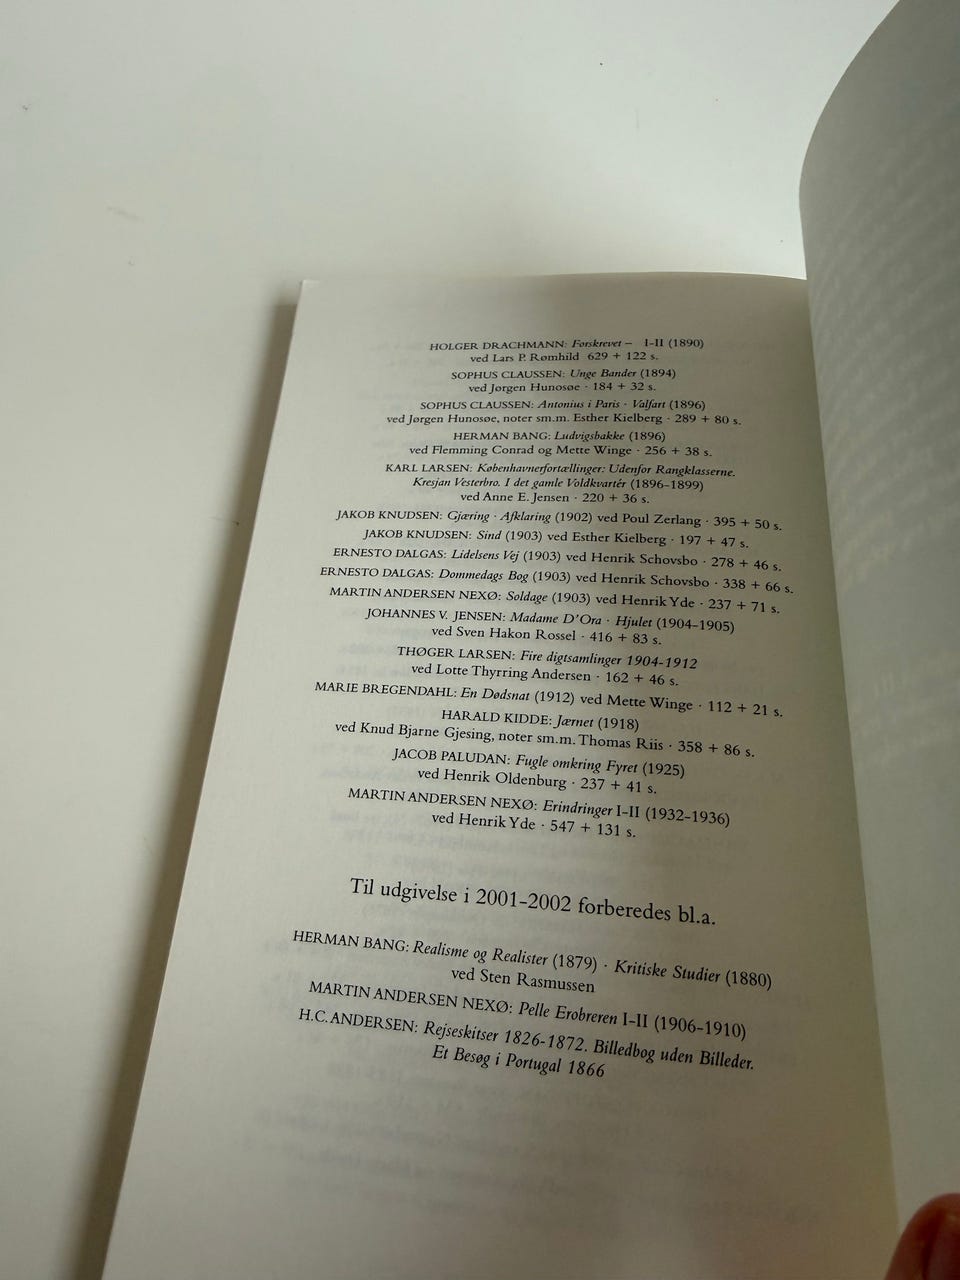 HOLGER DRACHMANN: Forskrevet – I-II (1890)
ved Lars P. Rømhild 629 + 122 s.
SOPHUS CLAUSSEN: Unge Bander (1894)
ved Jørgen Hunosøe · 184 + 32 s.
SOPHUS CLAUSSEN: Antonius i Paris · Valfart (1896)
ved Jørgen Hunosøe, noter sm.m. Esther Kielberg · 289 + 80 s.
HERMAN BANG: Ludvigsbakke (1896)
ved Flemming Conrad og Mette Winge · 256 + 38 s.
KARL LARSEN: Københavnerfortællinger: Udenfor Rangklasserne.
Kresjan Vesterbro. I det gamle Voldkvartér (1896-1899)
ved Anne E. Jensen · 220 + 36 s.
JAKOB KNUDSEN: Gjæring · Afklaring (1902) ved Poul Zerlang · 395 + 50 s.
JAKOB KNUDSEN: Sind (1903) ved Esther Kielberg · 197 + 47 s.
ERNESTO DALGAS: Lidelsens Vej (1903) ved Henrik Schovsbo · 278 + 46 s.
ERNESTO DALGAS: Dommedags Bog (1903) ved Henrik Schovsbo · 338 + 66 s.
MARTIN ANDERSEN NEXØ: Soldage (1903) ved Henrik Yde · 237 + 71 s.
JOHANNES V. JENSEN: Madame D'Ora · Hjulet (1904-1905)
ved Sven Hakon Rossel · 416 + 83 s.
THØGER LARSEN: Fire digtsamlinger 1904-1912
ved Lotte Thyrring Andersen · 162 + 46 s.
MARIE BREGENDAHL: En Dødsnat (1912) ved Mette Winge · 112 + 21 s.
HARALD KIDDE: Jærnet (1918)
ved Knud Bjarne Gjesing, noter sm.m. Thomas Riis · 358 + 86 s.
JACOB PALUDAN: Fugle omkring Fyret (1925)
ved Henrik Oldenburg · 237 + 41 s.
MARTIN ANDERSEN NEXØ: Erindringer I-II (1932-1936)
ved Henrik Yde · 547 + 131 s.
Til udgivelse i 2001-2002 forberedes bl.a.
HERMAN BANG: Realisme og Realister (1879) · Kritiske Studier (1880)
ved Sten Rasmussen
MARTIN ANDERSEN NEXØ: Pelle Erobreren I-II (1906-1910)
H.C. ANDERSEN: Rejseskitser 1826-1872. Billedbog uden Billeder.
Et Besøg i Portugal 1866